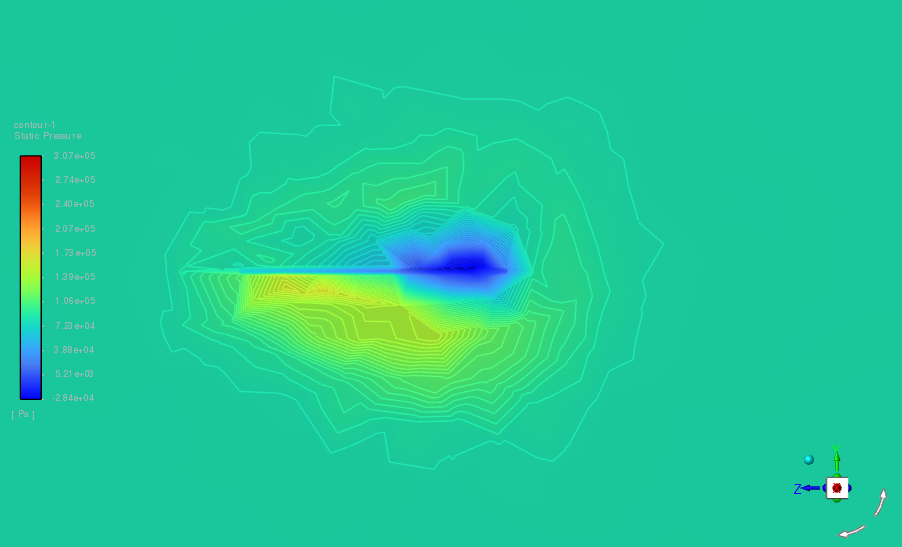 contour-1
Static Pressure
3.07e+05
2.74e+05
2.40e+05
2.07e+05
1.73e+05
1.39e+05
1.06e+05
7.23e+04
3.88e+04
5.21e+03
-2.84e+04
[ Pa ]
Y
Z